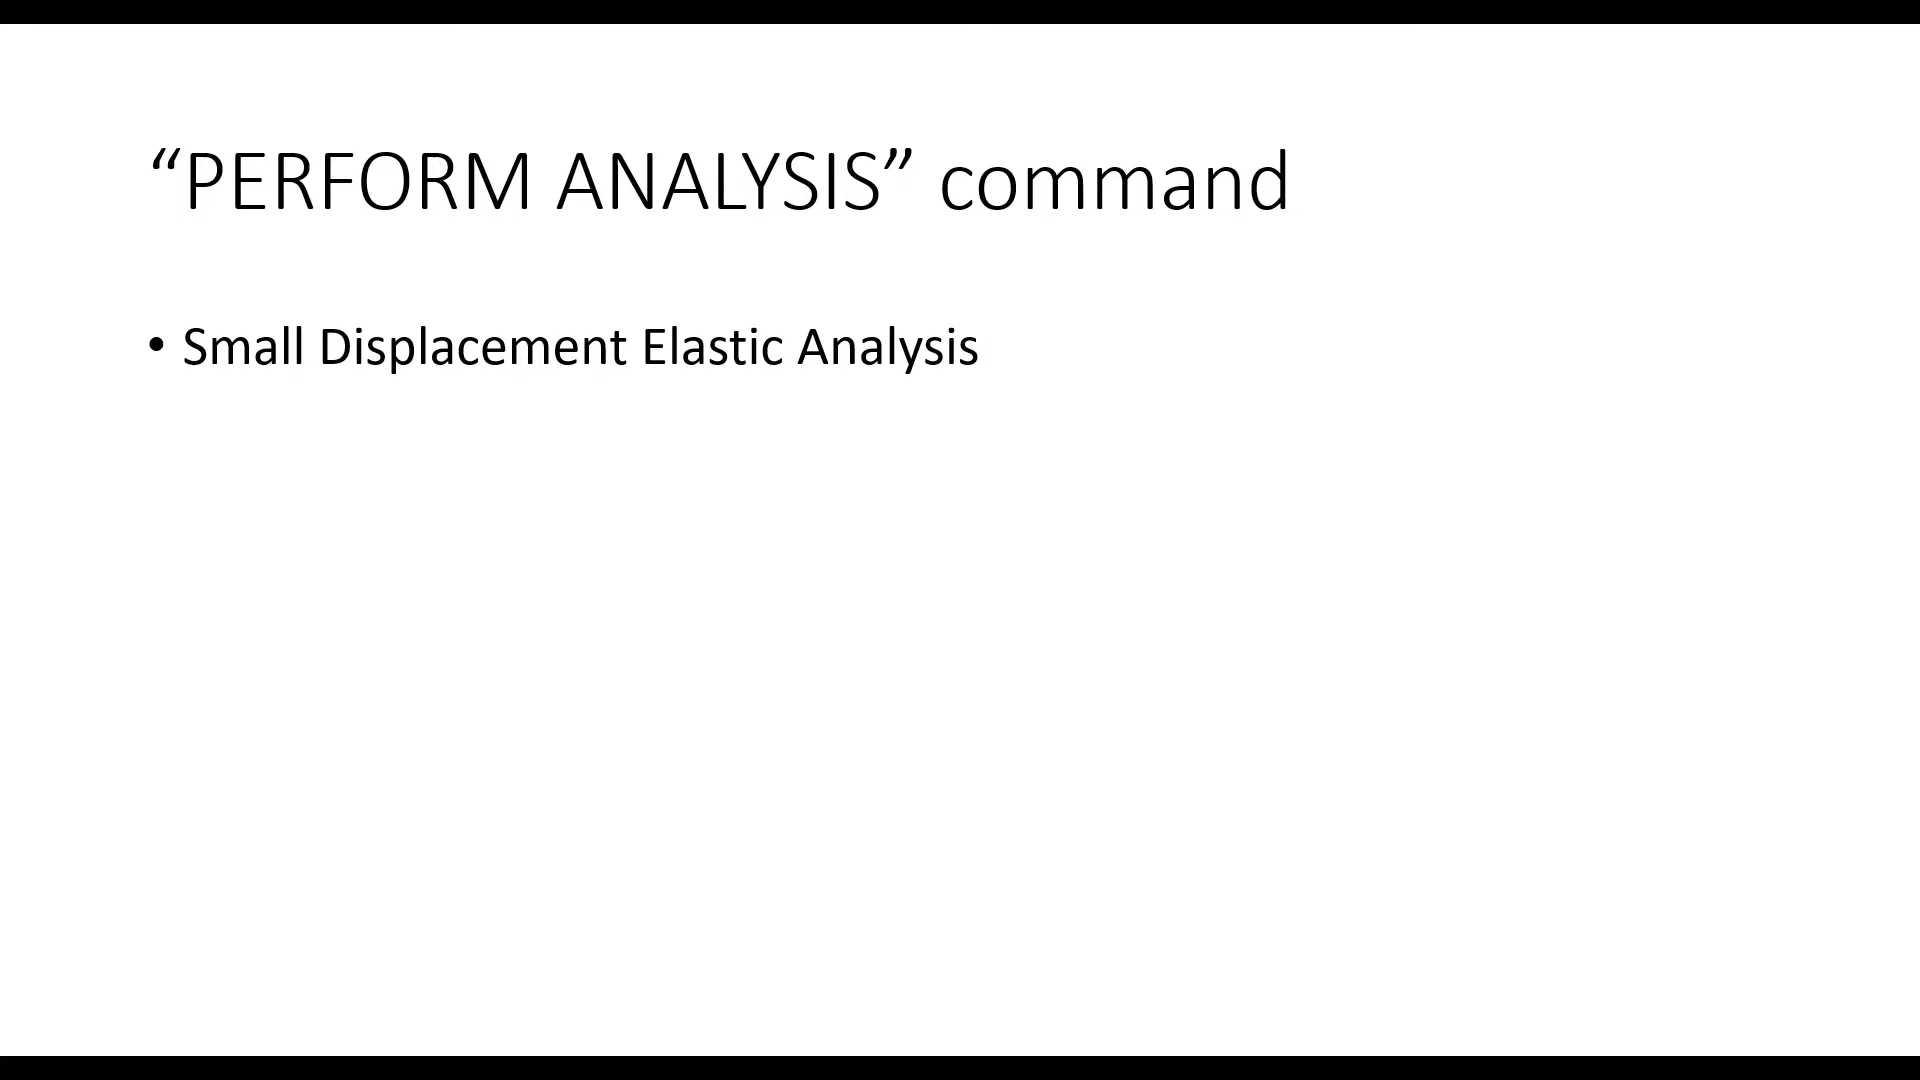 “PERFORM ANALYSIS” command
• Small Displacement Elastic Analysis